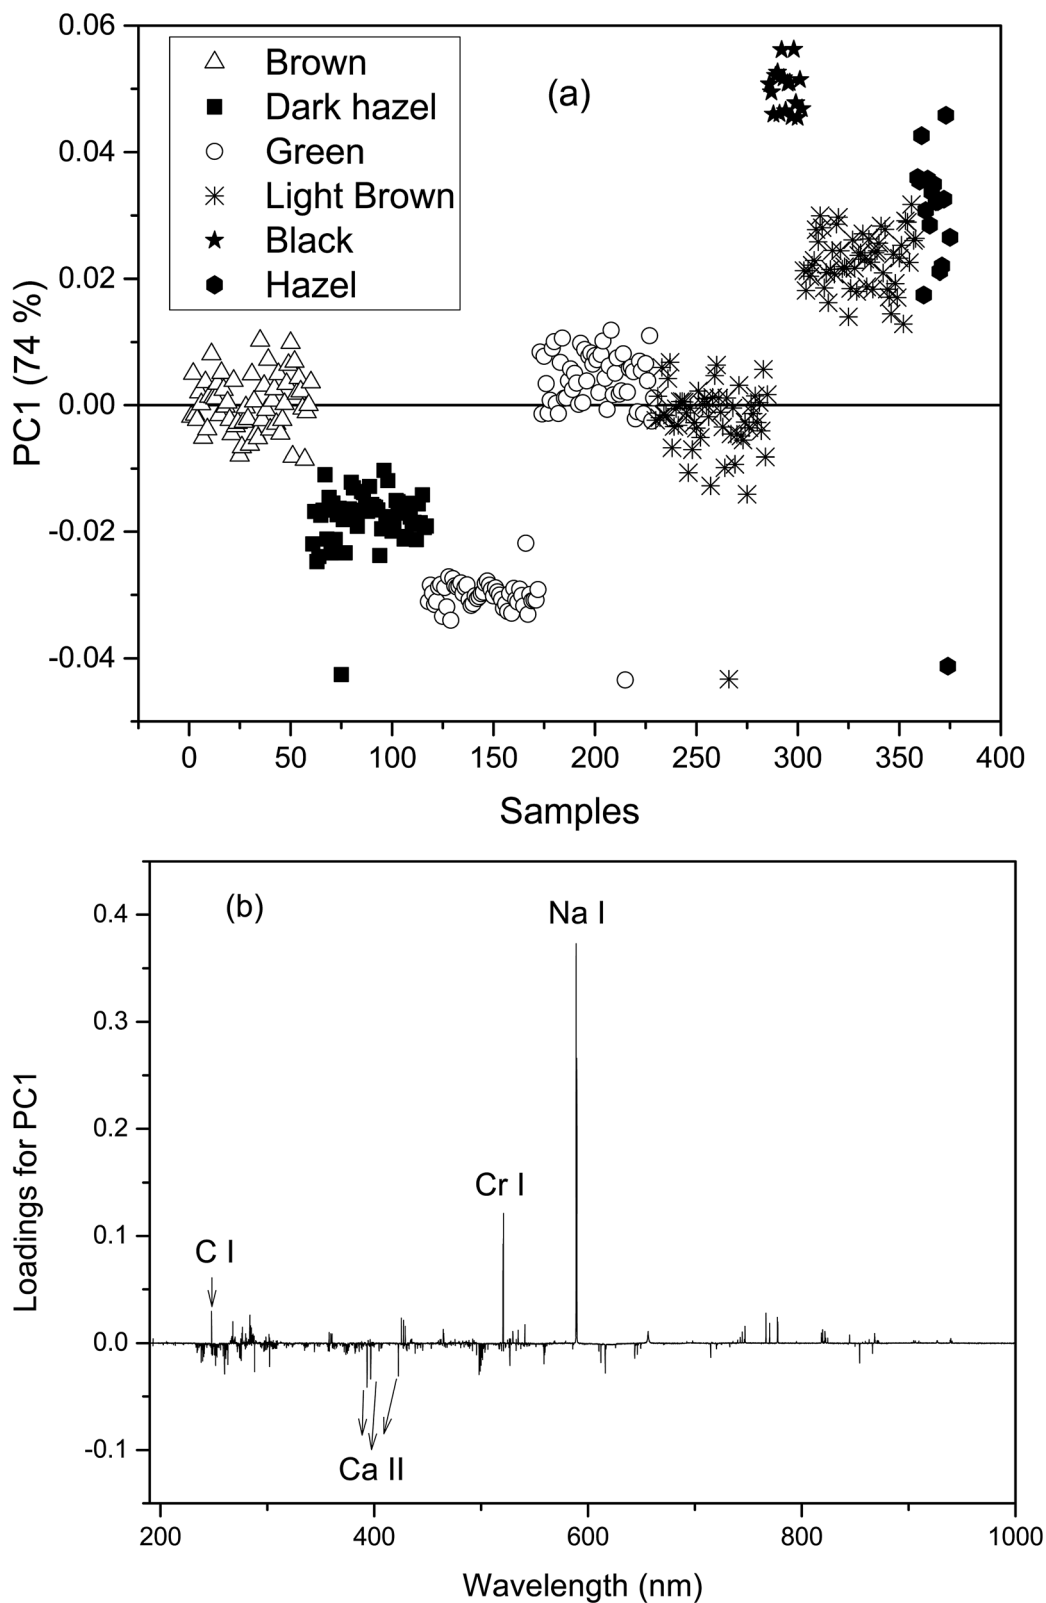 0.06
0.04
0.02
0.00
-0.02
-0.04
PC1 (74 %)
Brown
Dark hazel
Green
Light Brown
Black
Hazel
(a)
0 50 100 150 200 250 300 350 400
Samples
(b)
0.4
0.3
0.2
0.1
0.0
-0.1
Loadings for PC1
Na I
Cr I
C I
Ca II
200 400 600 800 1000
Wavelength (nm)